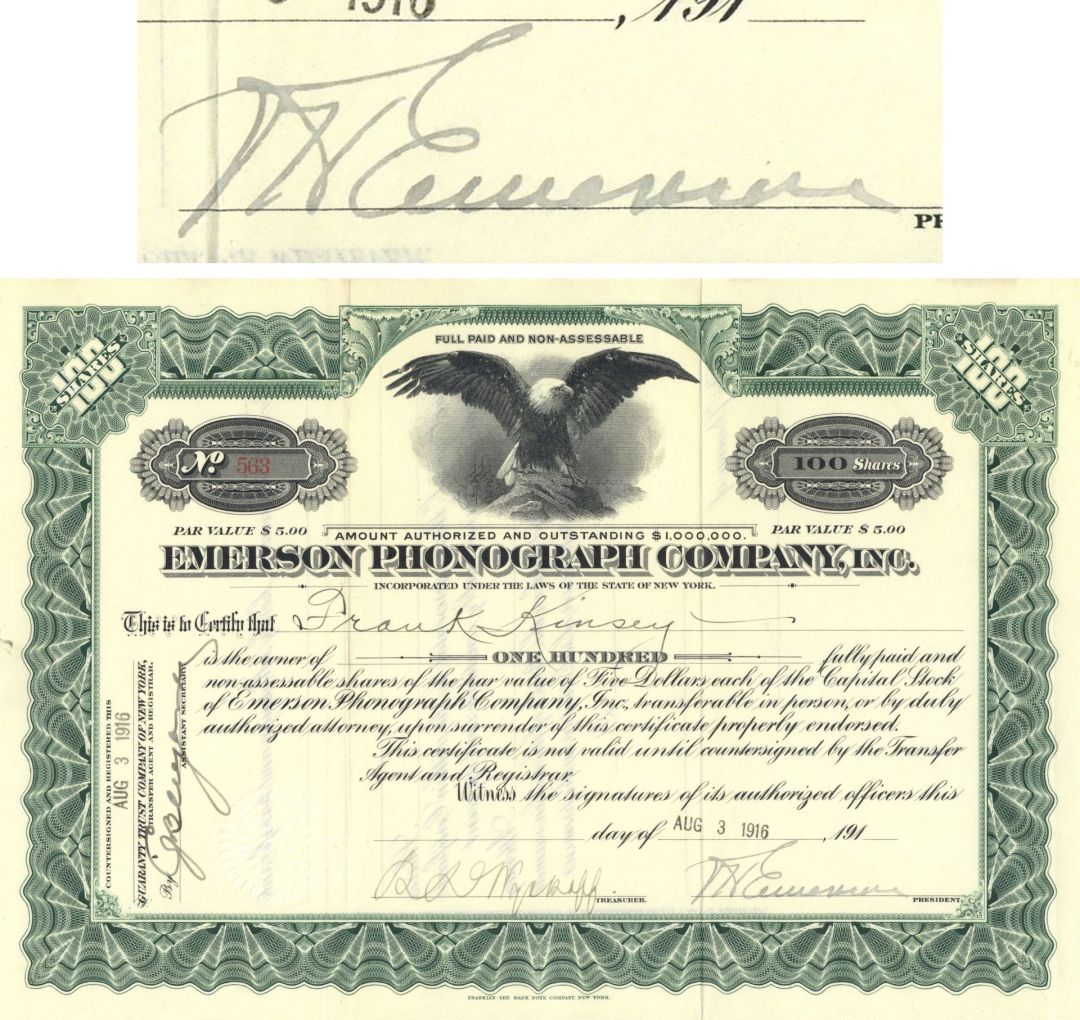 1916 , 191
PR
FULL PAID AND NON-ASSESSABLE
100 SHARES
100 SHARES
No. 563
100 Shares
PAR VALUE $ 5.00
AMOUNT AUTHORIZED AND OUTSTANDING $1,000,000.
PAR VALUE $ 5.00
EMERSON PHONOGRAPH COMPANY, INC.
INCORPORATED UNDER THE LAWS OF THE STATE OF NEW YORK.
This is to Certify that Frank Kinsey
is the owner of ONE HUNDRED fully paid and
non-assessable shares of the par value of Five Dollars each of the Capital Stock
of Emerson Phonograph Company, Inc., transferable in person, or by duly
authorized attorney, upon surrender of this certificate properly endorsed.
This certificate is not valid until countersigned by the Transfer
Agent and Registrar.
Witness the signatures of its authorized officers this
day of AUG 3 1916 , 191
TREASURER.
V H Emerson PRESIDENT.
COUNTERSIGNED AND REGISTERED THIS
AUG 3 1916
GUARANTY TRUST COMPANY OF NEW YORK,
TRANSFER AGENT AND REGISTRAR.
By
ASSISTANT SECRETARY
FRANKLIN-LEE BANK NOTE COMPANY NEW YORK.